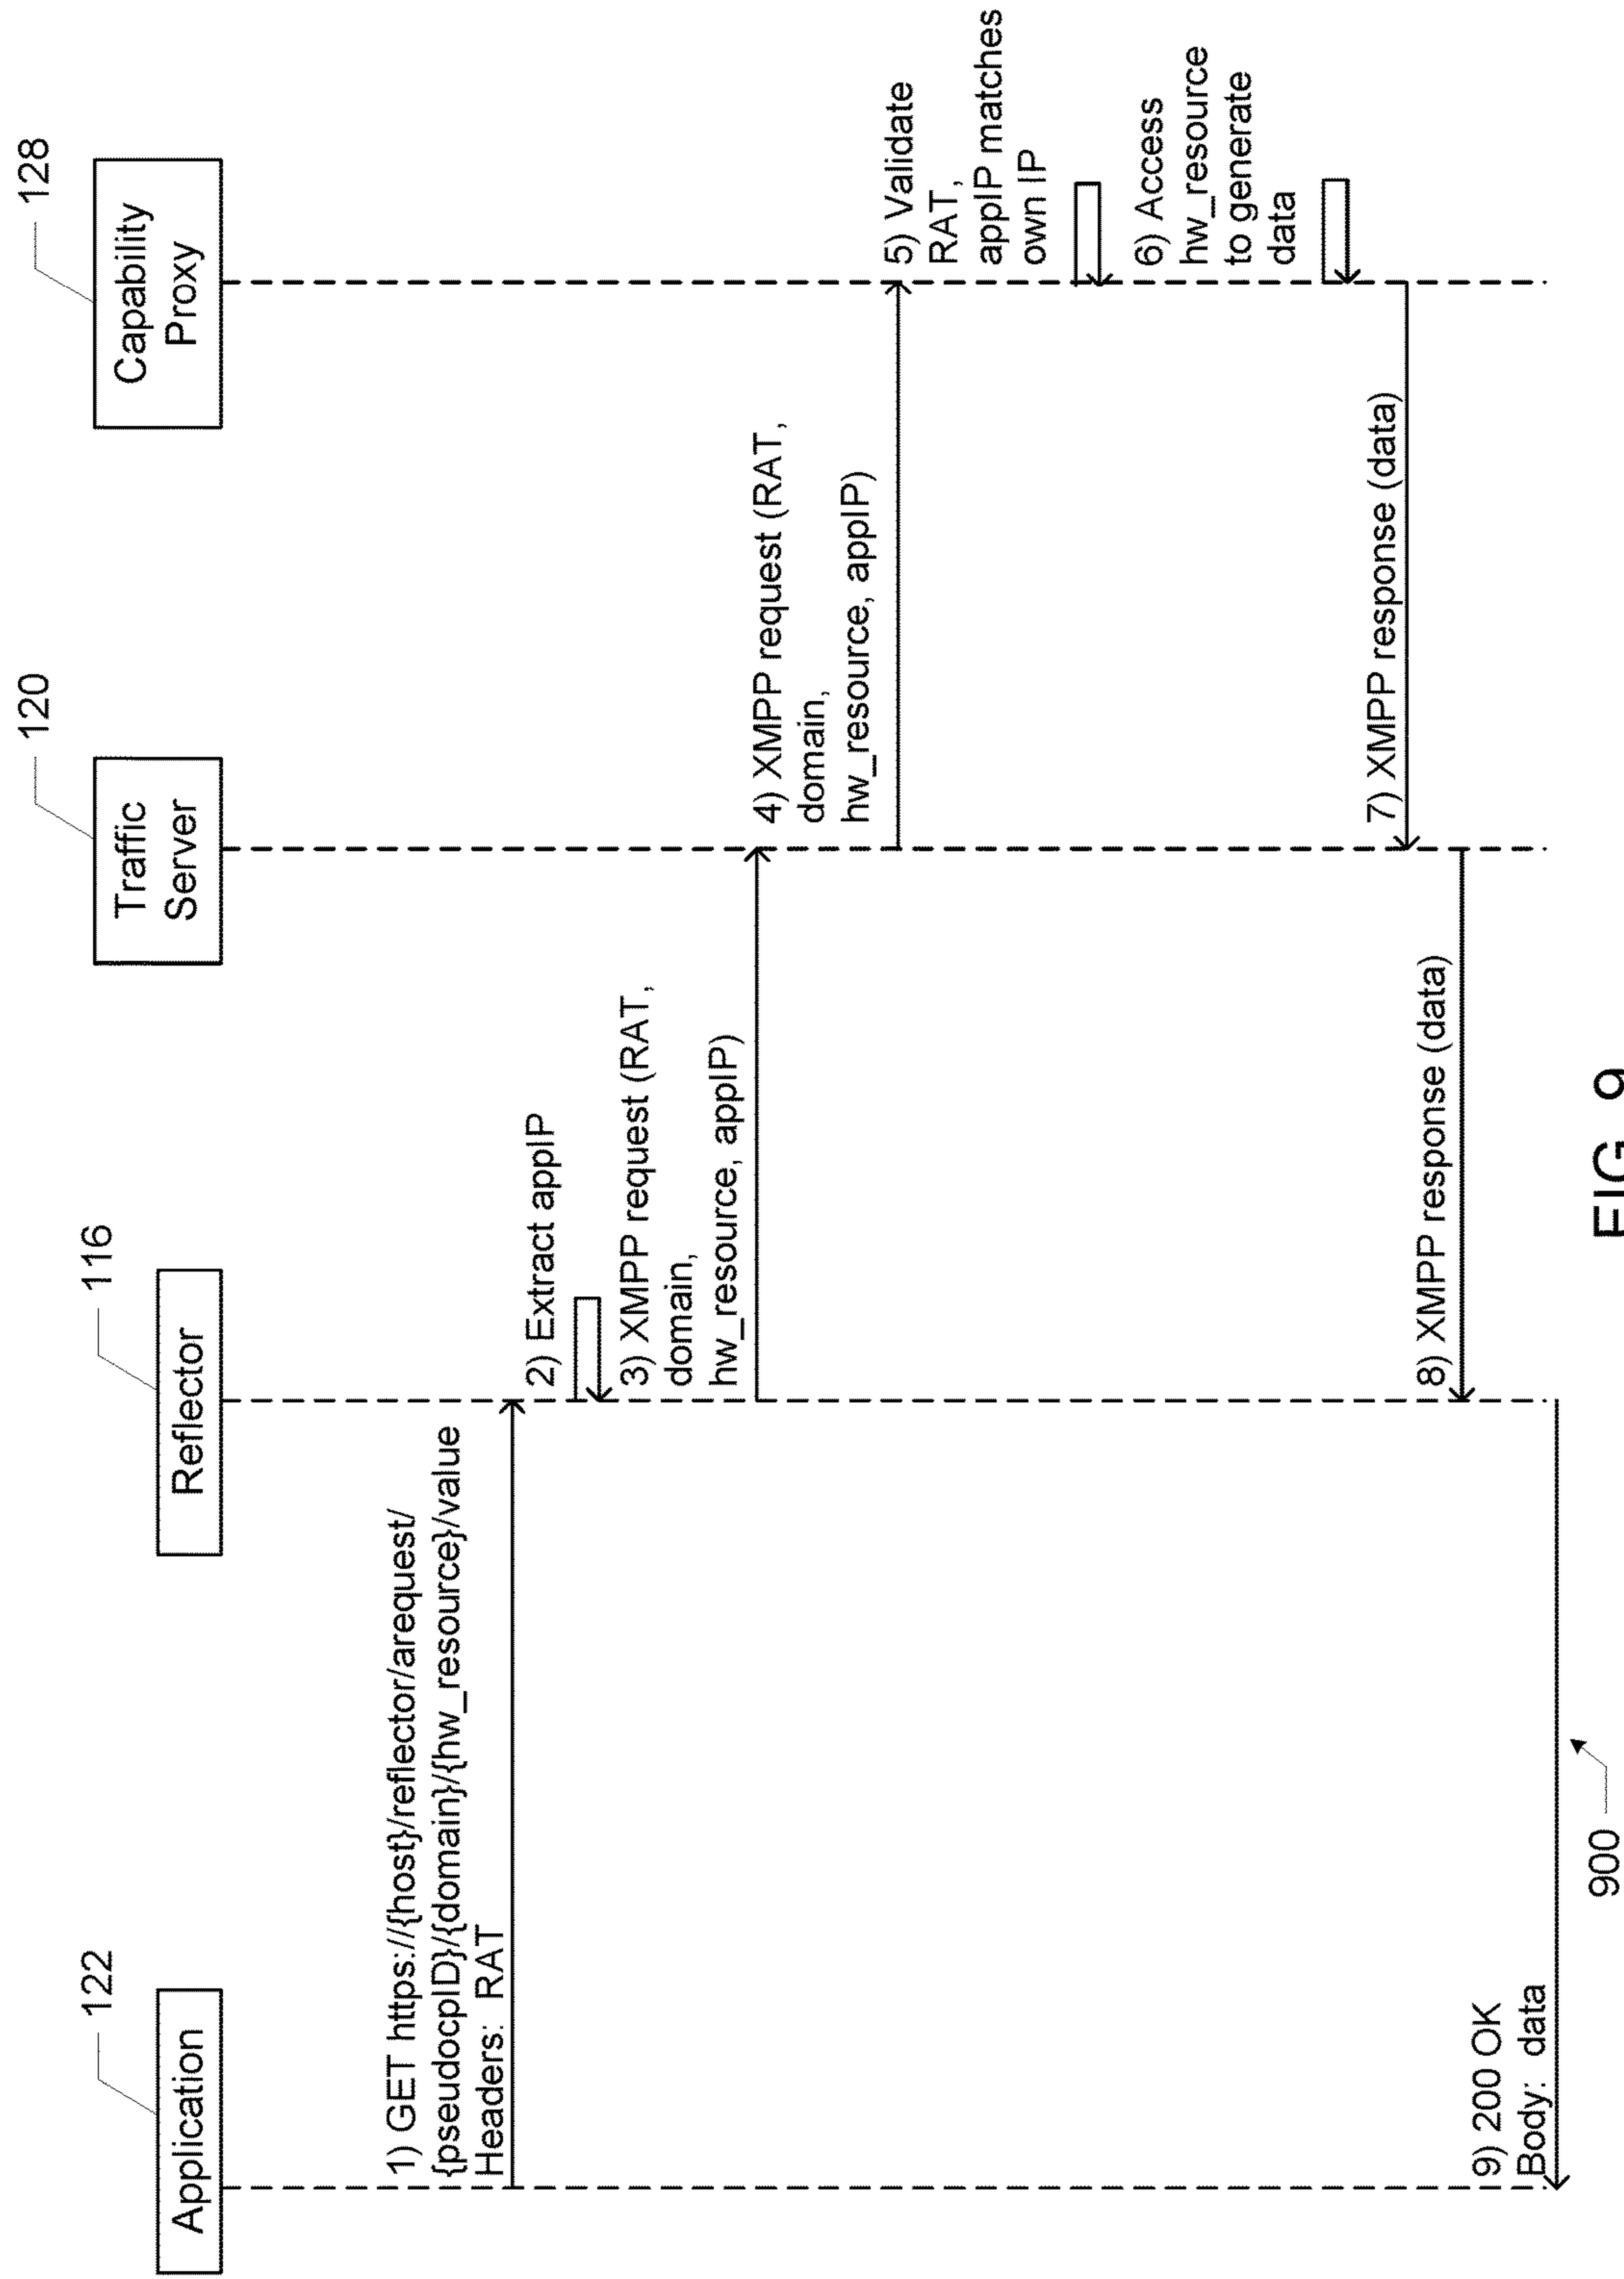 122
Application
116
Reflector
120
Traffic
Server
128
Capability
Proxy
1) GET https://{host}/reflector/arequest/
{pseudocpID}/{domain}/{hw_resource}/value
Headers: RAT
2) Extract appIP
3) XMPP request (RAT,
domain,
hw_resource, appIP)
4) XMPP request (RAT,
domain,
hw_resource, appIP)
5) Validate
RAT,
appIP matches
own IP
6) Access
hw_resource
to generate
data
7) XMPP response (data)
8) XMPP response (data)
9) 200 OK
Body: data
900
FIG. 9